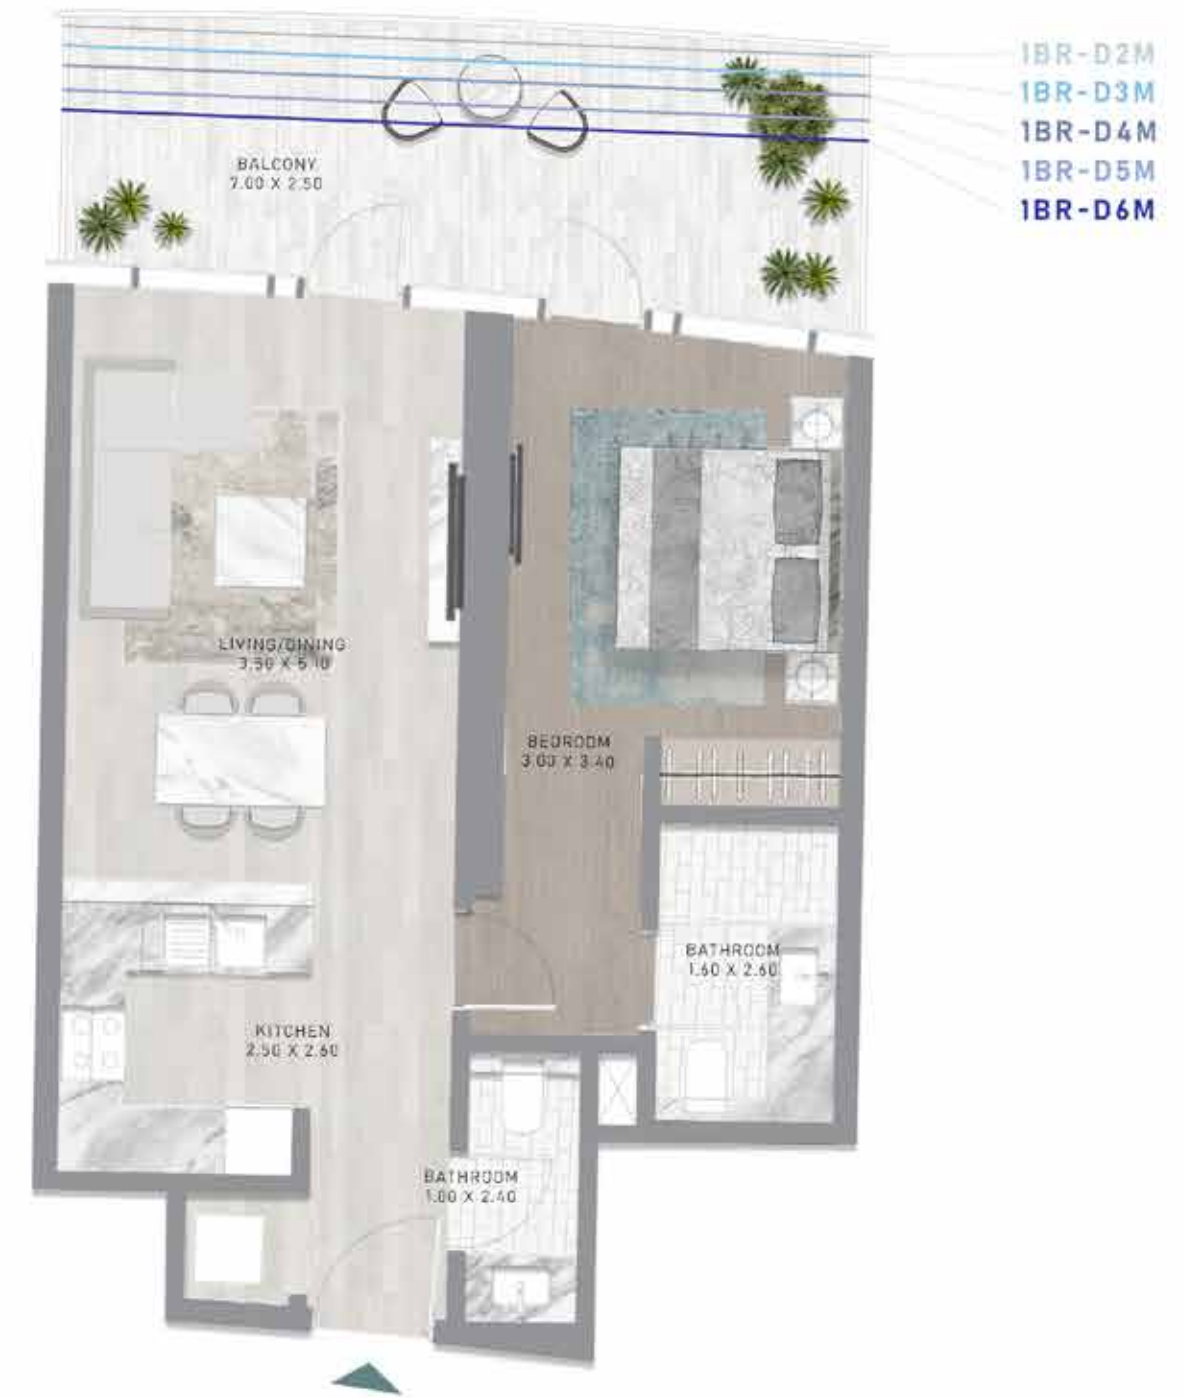 1BR-D2M
1BR-D3M
1BR-D4M
1BR-D5M
1BR-D6M
BALCONY
7.00 X 2.50
LIVING/DINING
3.50 X 5.10
BEDROOM
3.00 X 3.40
BATHROOM
1.60 X 2.60
KITCHEN
2.50 X 2.60
BATHROOM
X 2.40